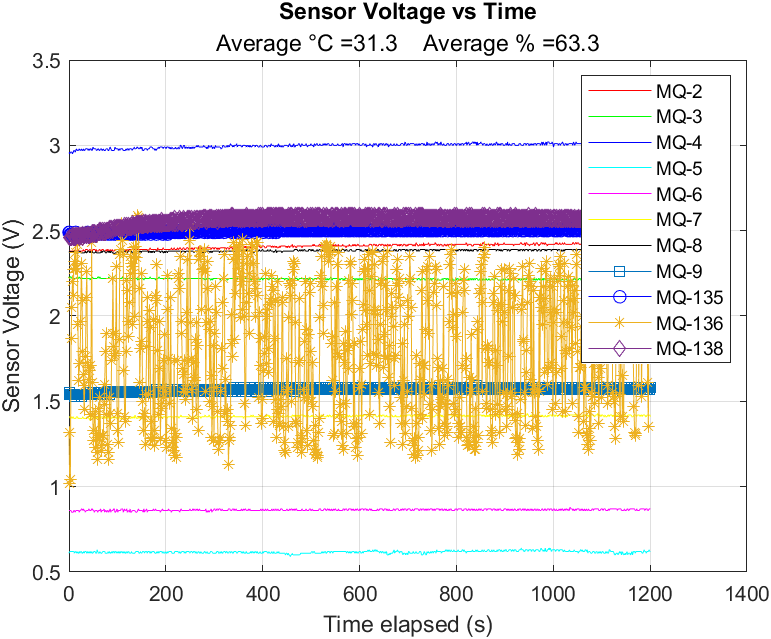 Sensor Voltage vs Time
Average °C =31.3 Average % =63.3
3.5
3
2.5
2
1.5
1
0.5
Sensor Voltage (V)
MQ-2
MQ-3
MQ-4
MQ-5
MQ-6
MQ-7
MQ-8
MQ-9
MQ-135
MQ-136
MQ-138
0 200 400 600 800 1000 1200 1400
Time elapsed (s)